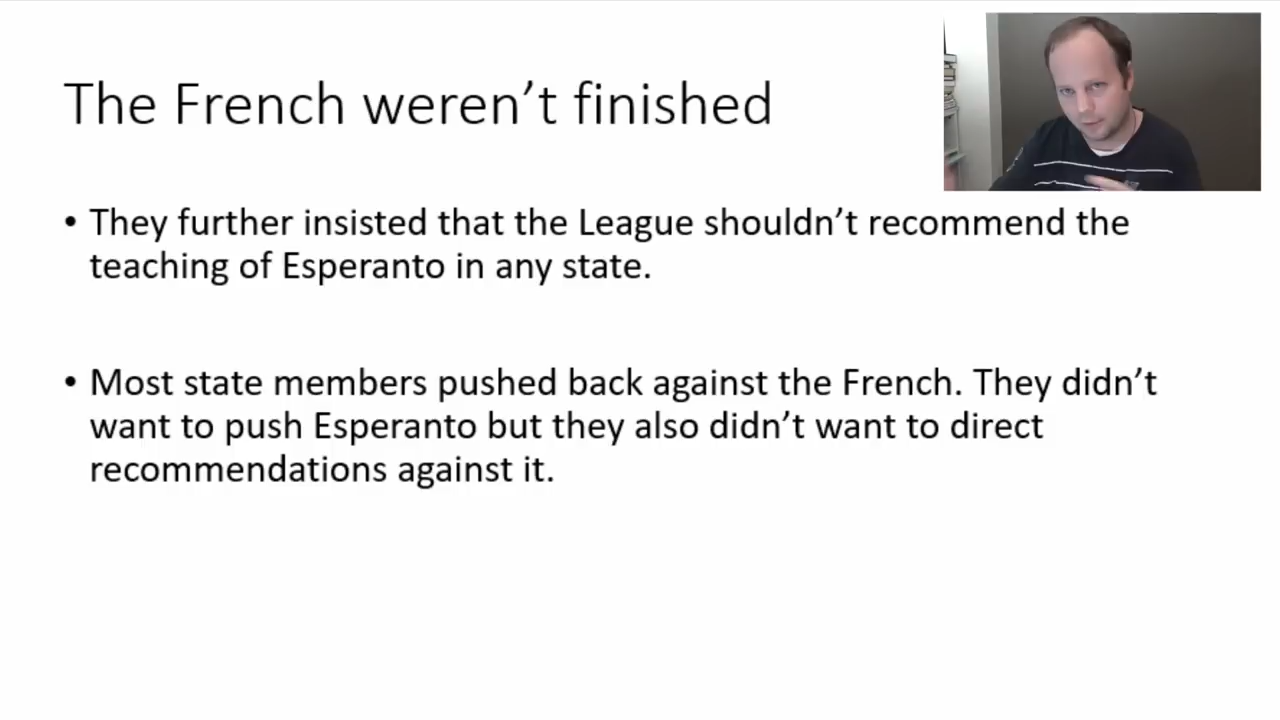 The French weren’t finished
• They further insisted that the League shouldn’t recommend the
teaching of Esperanto in any state.
• Most state members pushed back against the French. They didn’t
want to push Esperanto but they also didn’t want to direct
recommendations against it.